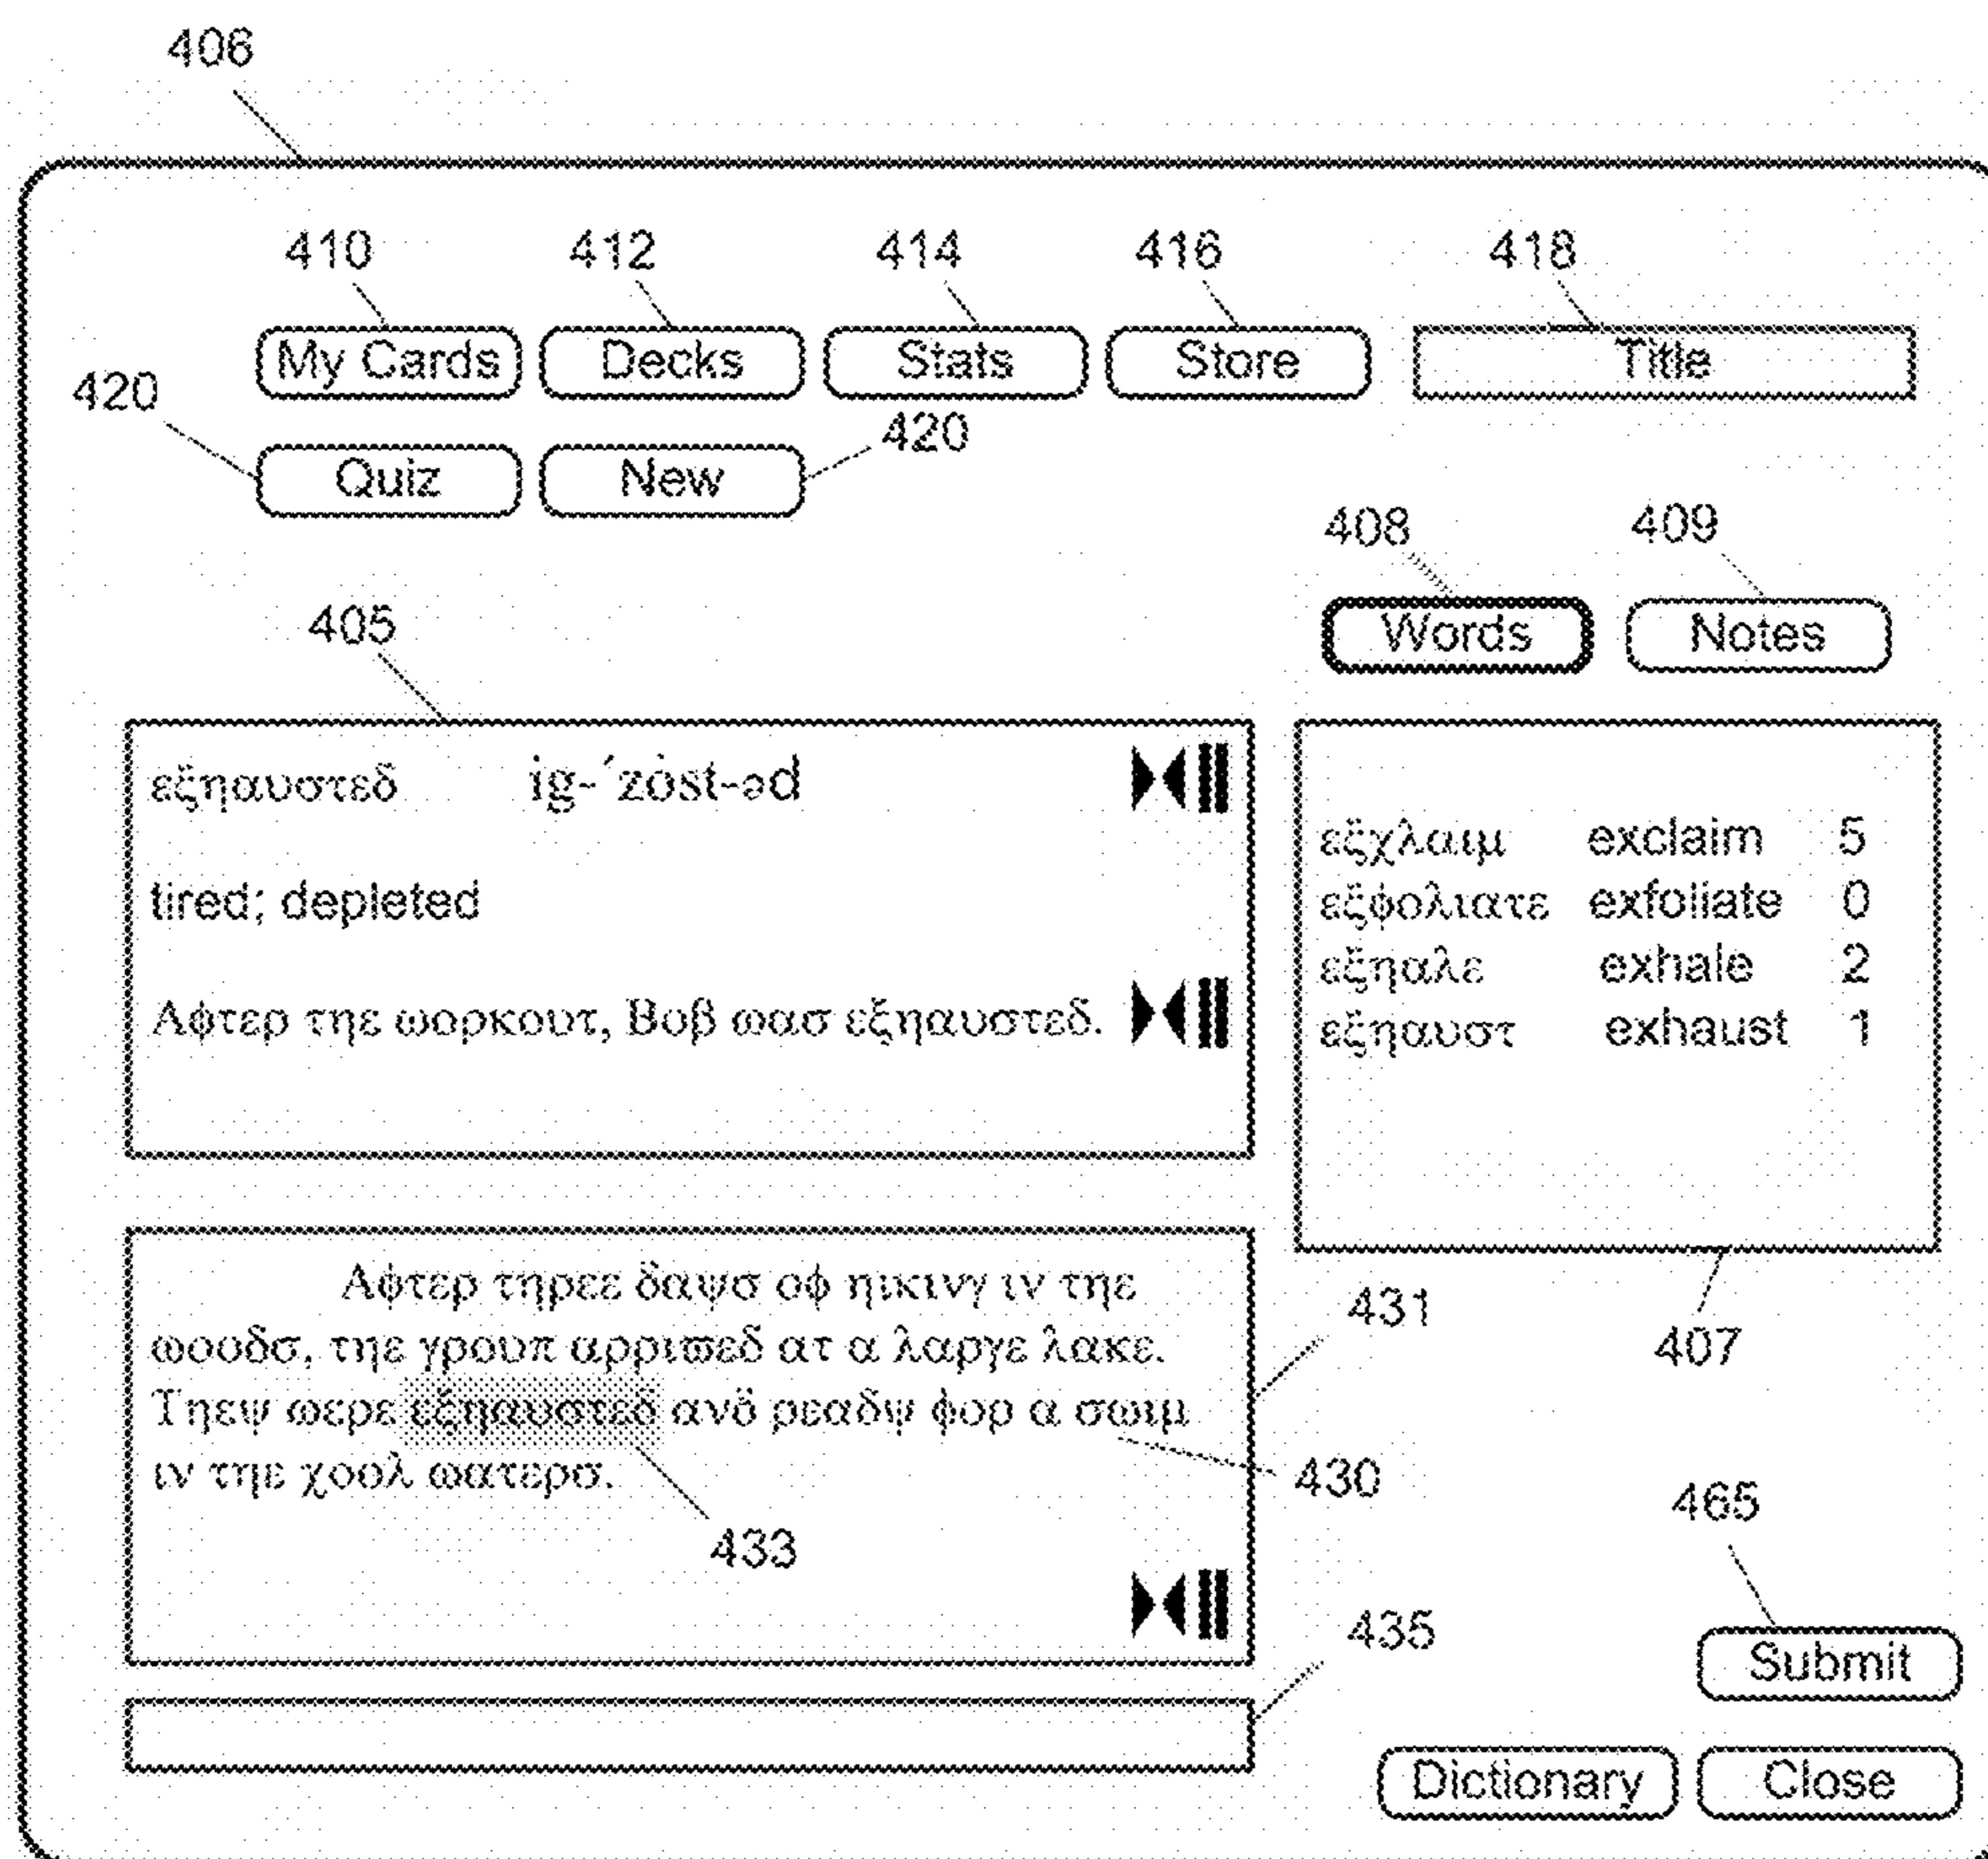 406
410 412 414 416 418
My Cards Decks Stats Store Title
420 420
Quiz New
408 409
Words Notes
405
εξηαυστεδ ig-ˊzȯst-əd
tired; depleted
Αφτερ τηε ωορκουτ, Βοβ ωασ εξηαυστεδ.
εξχλαιμ exclaim 5
εξφολιατε exfoliate 0
εξηαλε exhale 2
εξηαυστ exhaust 1
407
Αφτερ τηρεε δαψσ οφ ηικινγ ιν τηε
ωουδσ, τηε γρουπ αρριϖεδ ατ α λαργε λακε.
Τηεψ ωερε εξηαυστεδ ανδ ρεαδψ φορ α σωιμ
ιν τηε χοολ ωατερσ.
431
430
433
435
465
Submit
Dictionary Close